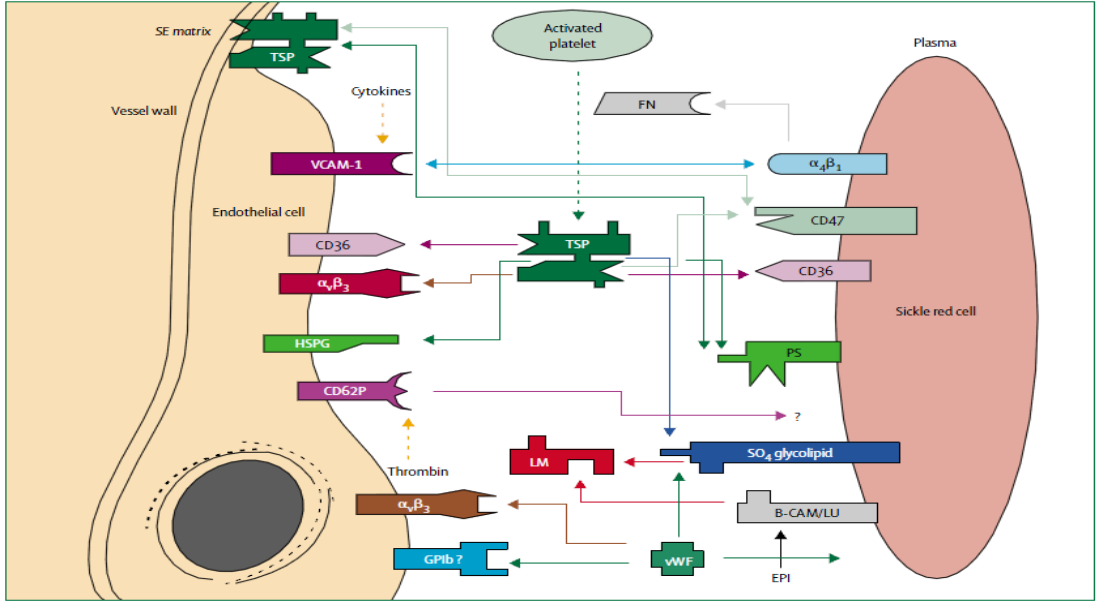 SE matrix
TSP
Activated
platelet
Plasma
FN
Cytokines
Vessel wall
VCAM-1
α4β1
Endothelial cell
CD47
CD36
TSP
CD36
αvβ3
Sickle red cell
HSPG
PS
CD62P
?
SO4 glycolipid
LM
Thrombin
αvβ3
B-CAM/LU
GPIb ?
vWF
EPI